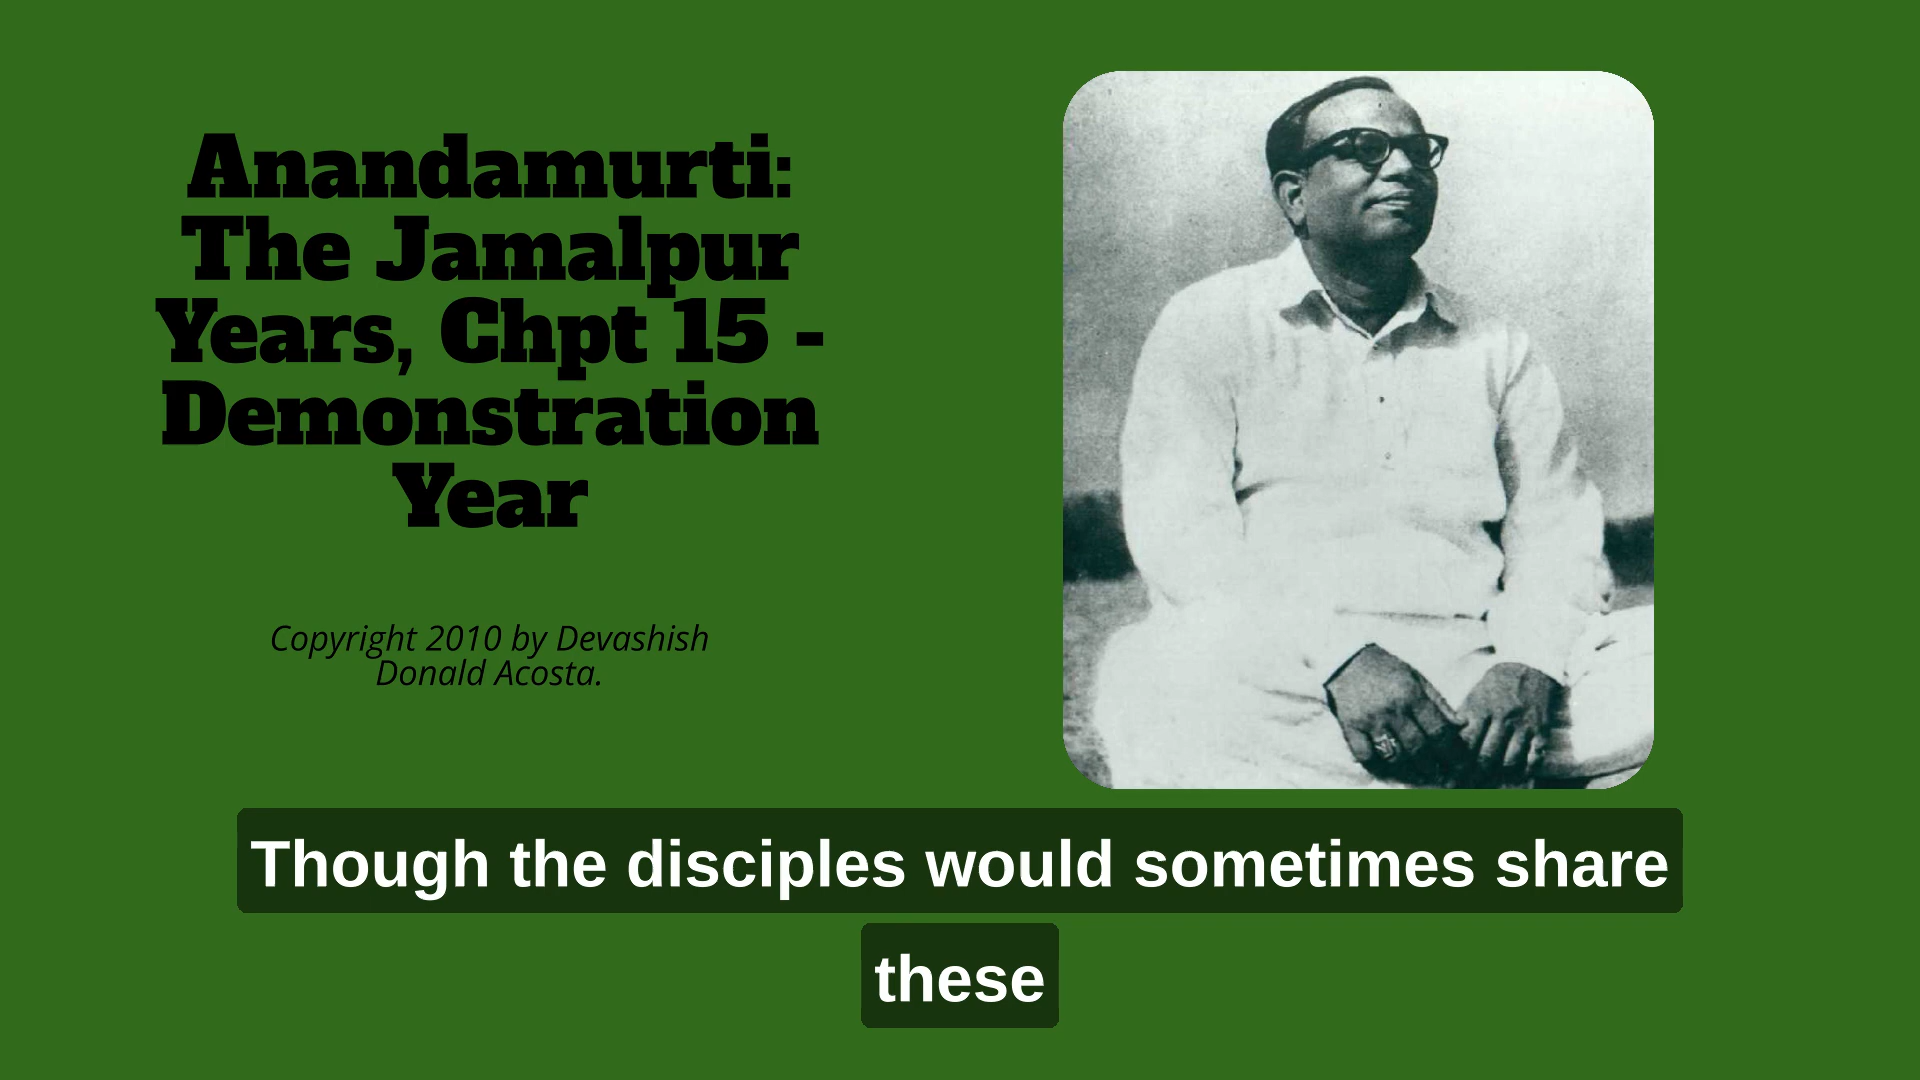 Anandamurti:
The Jamalpur
Years, Chpt 15 -
Demonstration
Year
Copyright 2010 by Devashish
Donald Acosta.
Though the disciples would sometimes share
these